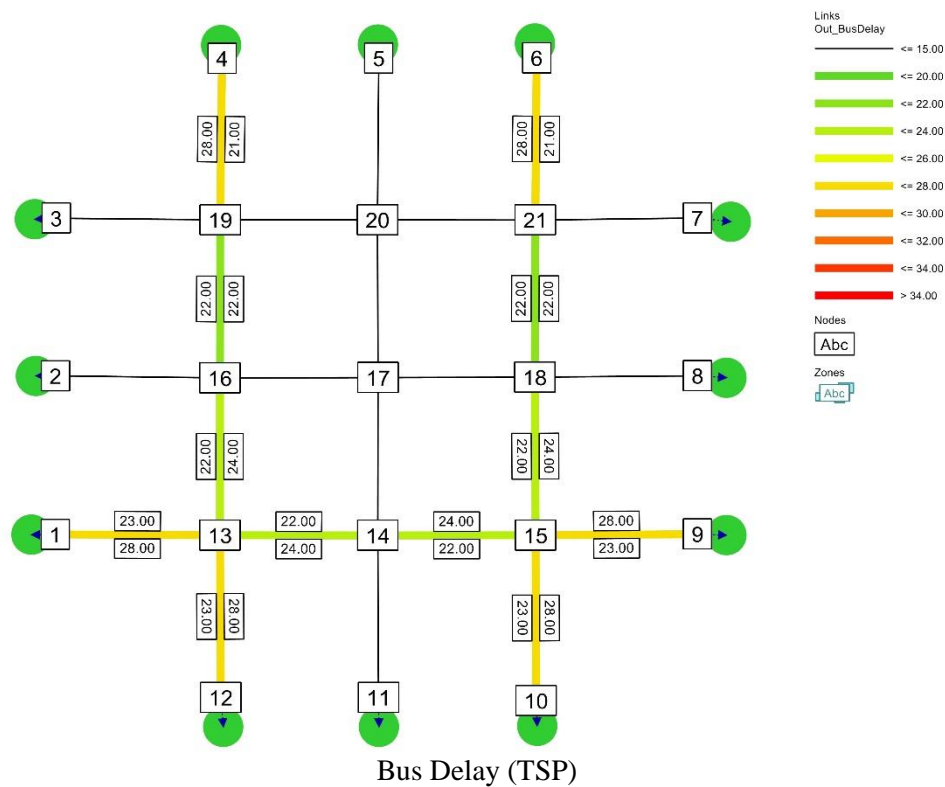 4
5
6
Links
Out_BusDelay
<= 15.00
<= 20.00
<= 22.00
<= 24.00
<= 26.00
<= 28.00
<= 30.00
<= 32.00
<= 34.00
> 34.00
Nodes
Abc
Zones
Abc
28.00 21.00 28.00 21.00
3 19 20 21 7
22.00 22.00 22.00 22.00
2 16 17 18 8
22.00 24.00 22.00 24.00
23.00 22.00 24.00 28.00
1 13 14 15 9
28.00 24.00 22.00 23.00
23.00 28.00 23.00 28.00
12 11 10
Bus Delay (TSP)